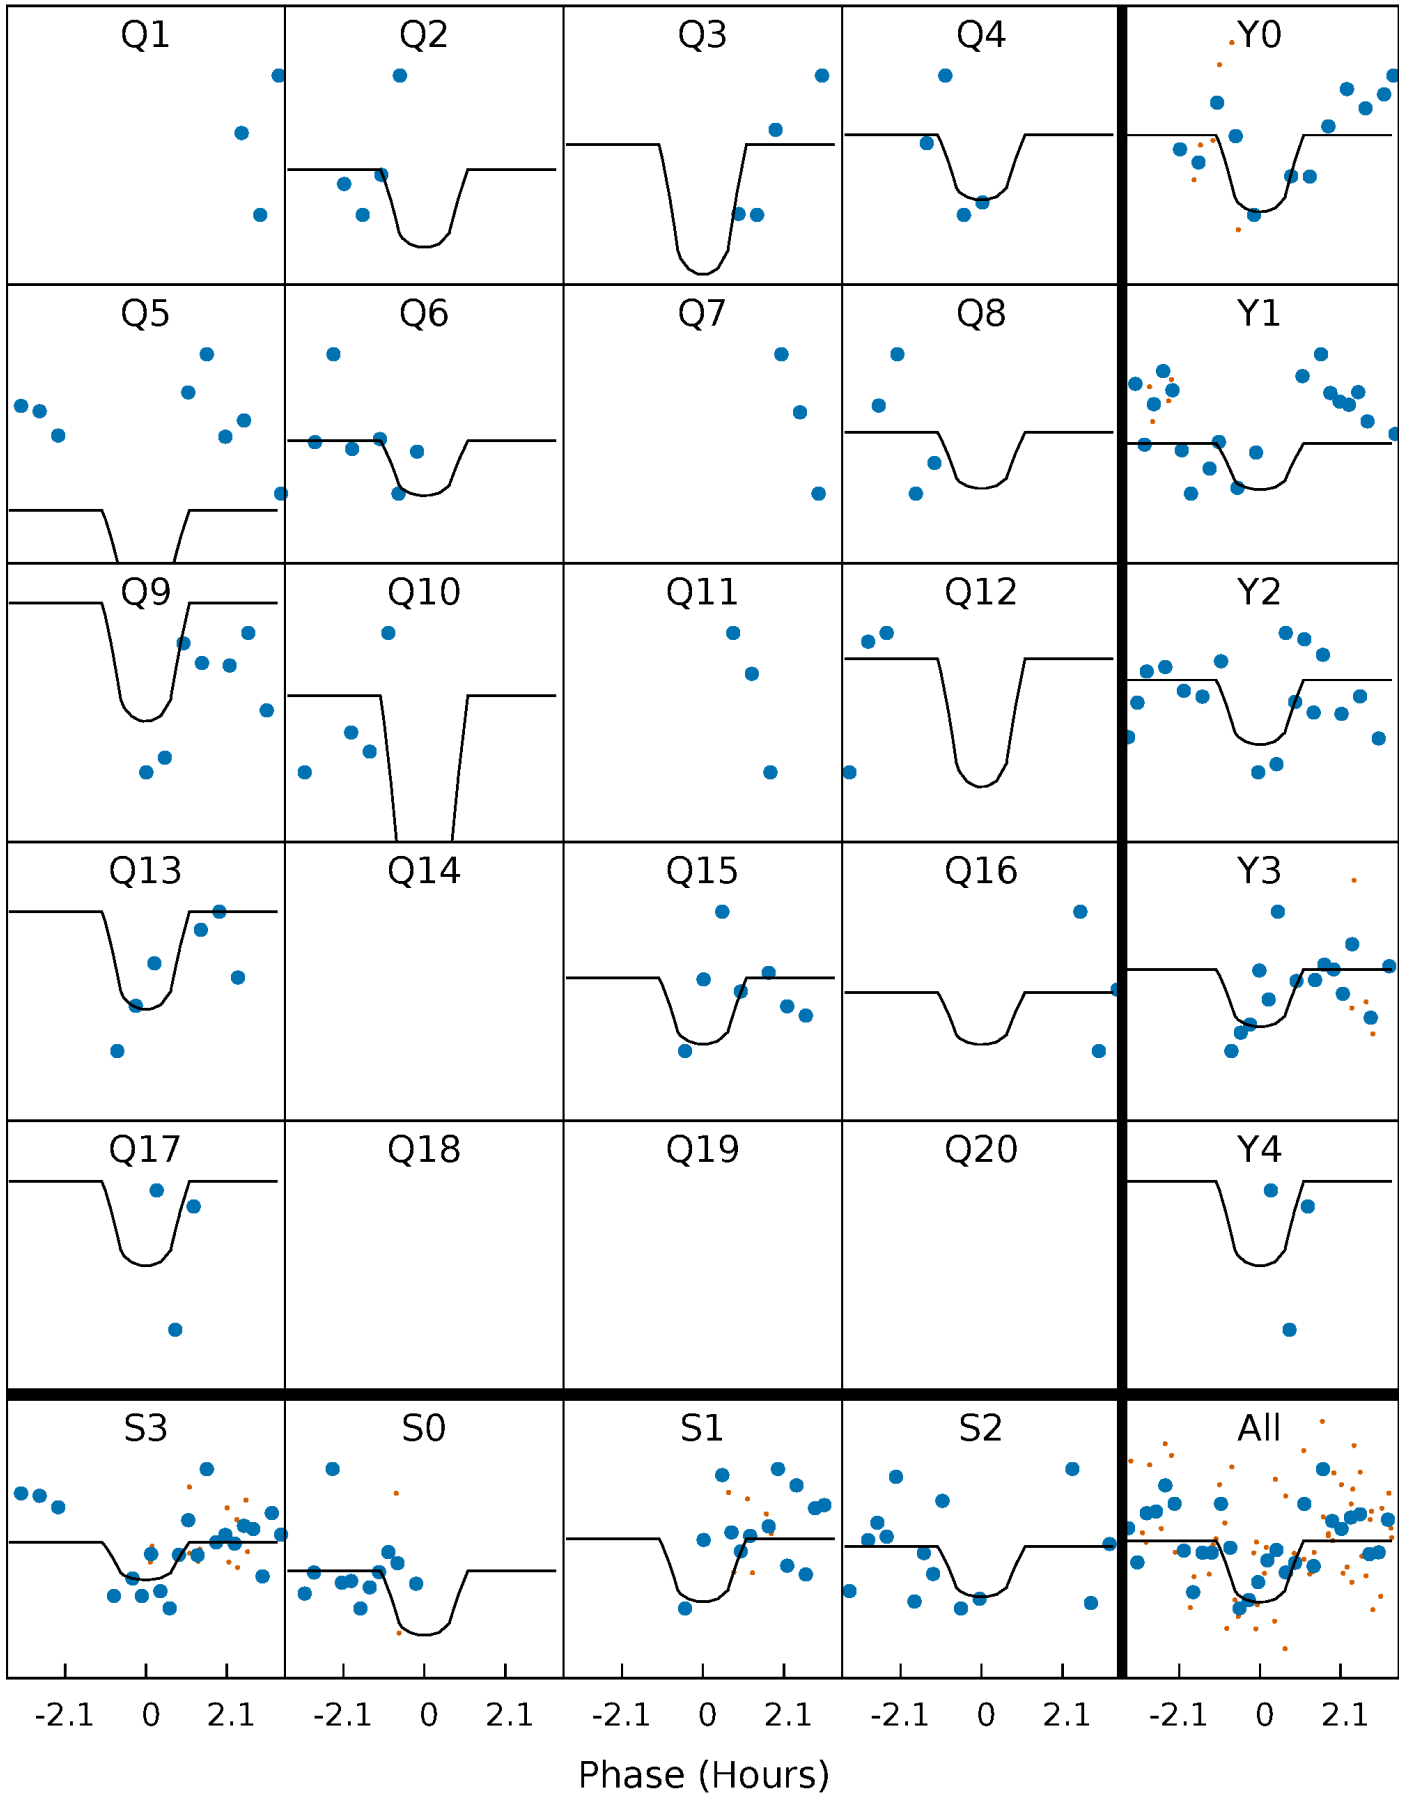 Q1 Q2 Q3 Q4 Y0
Q5 Q6 Q7 Q8 Y1
Q9 Q10 Q11 Q12 Y2
Q13 Q14 Q15 Q16 Y3
Q17 Q18 Q19 Q20 Y4
S3 S0 S1 S2 All
-2.1 0 2.1 -2.1 0 2.1 -2.1 0 2.1 -2.1 0 2.1 -2.1 0 2.1
Phase (Hours)